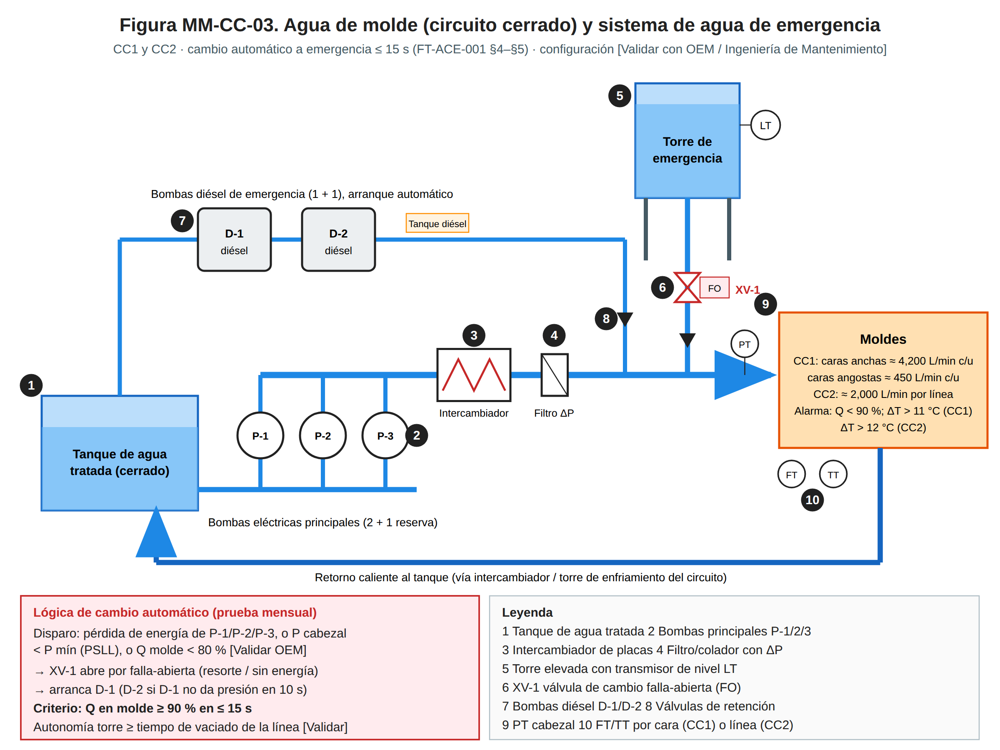 Figura MM-CC-03. Agua de molde (circuito cerrado) y sistema de agua de emergencia
CC1 y CC2 · cambio automático a emergencia ≤ 15 s (FT-ACE-001 §4–§5) · configuración [Validar con OEM / Ingeniería de Mantenimiento]
5
LT
Torre de
emergencia
Bombas diésel de emergencia (1 + 1), arranque automático
7
D-1
diésel
D-2
diésel
Tanque diésel
6
FO
XV-1
9
8
3
4
PT
Moldes
CC1: caras anchas ≈ 4,200 L/min c/u
caras angostas ≈ 450 L/min c/u
CC2: ≈ 2,000 L/min por línea
Alarma: Q < 90 %; ΔT > 11 °C (CC1)
ΔT > 12 °C (CC2)
1
Intercambiador
Filtro ΔP
P-1
P-2
P-3
2
Tanque de agua
tratada (cerrado)
FT
TT
10
Bombas eléctricas principales (2 + 1 reserva)
Retorno caliente al tanque (vía intercambiador / torre de enfriamiento del circuito)
Lógica de cambio automático (prueba mensual)
Disparo: pérdida de energía de P-1/P-2/P-3, o P cabezal
< P mín (PSLL), o Q molde < 80 % [Validar OEM]
→ XV-1 abre por falla-abierta (resorte / sin energía)
→ arranca D-1 (D-2 si D-1 no da presión en 10 s)
Criterio: Q en molde ≥ 90 % en ≤ 15 s
Autonomía torre ≥ tiempo de vaciado de la línea [Validar]
Leyenda
1 Tanque de agua tratada 2 Bombas principales P-1/2/3
3 Intercambiador de placas 4 Filtro/colador con ΔP
5 Torre elevada con transmisor de nivel LT
6 XV-1 válvula de cambio falla-abierta (FO)
7 Bombas diésel D-1/D-2 8 Válvulas de retención
9 PT cabezal 10 FT/TT por cara (CC1) o línea (CC2)